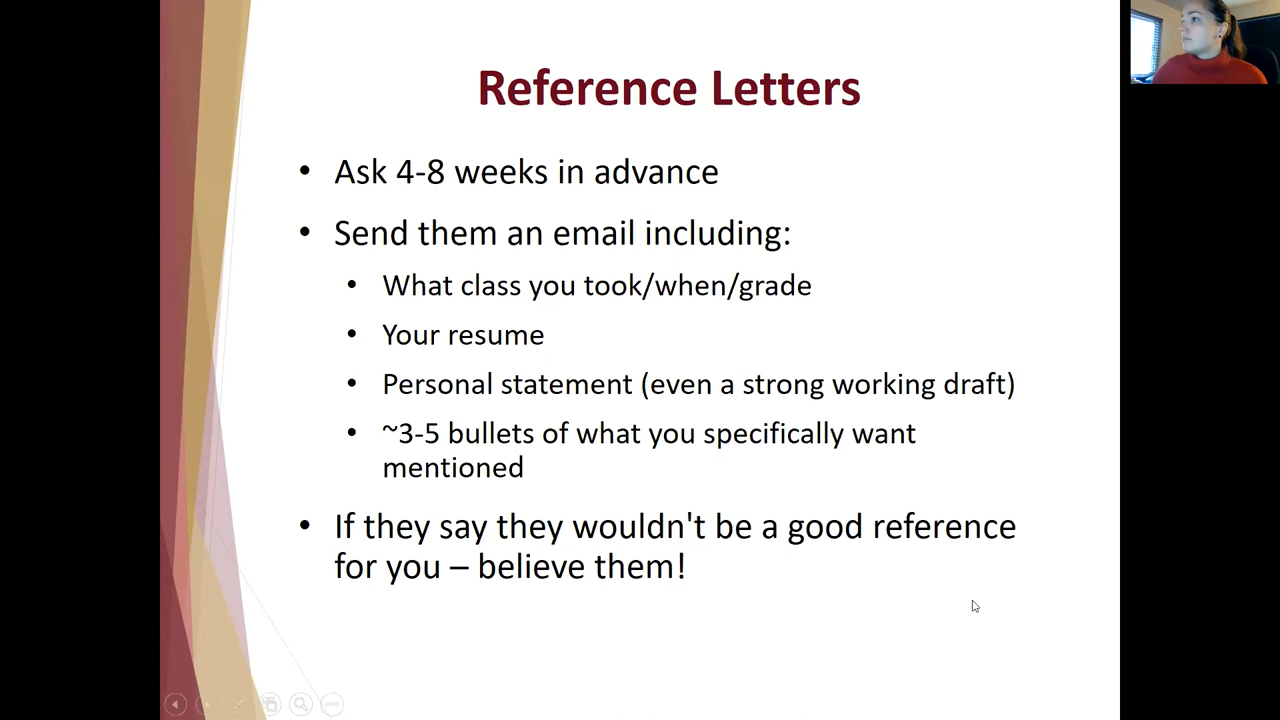 Reference Letters
• Ask 4-8 weeks in advance
• Send them an email including:
• What class you took/when/grade
• Your resume
• Personal statement (even a strong working draft)
• ~3-5 bullets of what you specifically want
mentioned
• If they say they wouldn't be a good reference
for you – believe them!